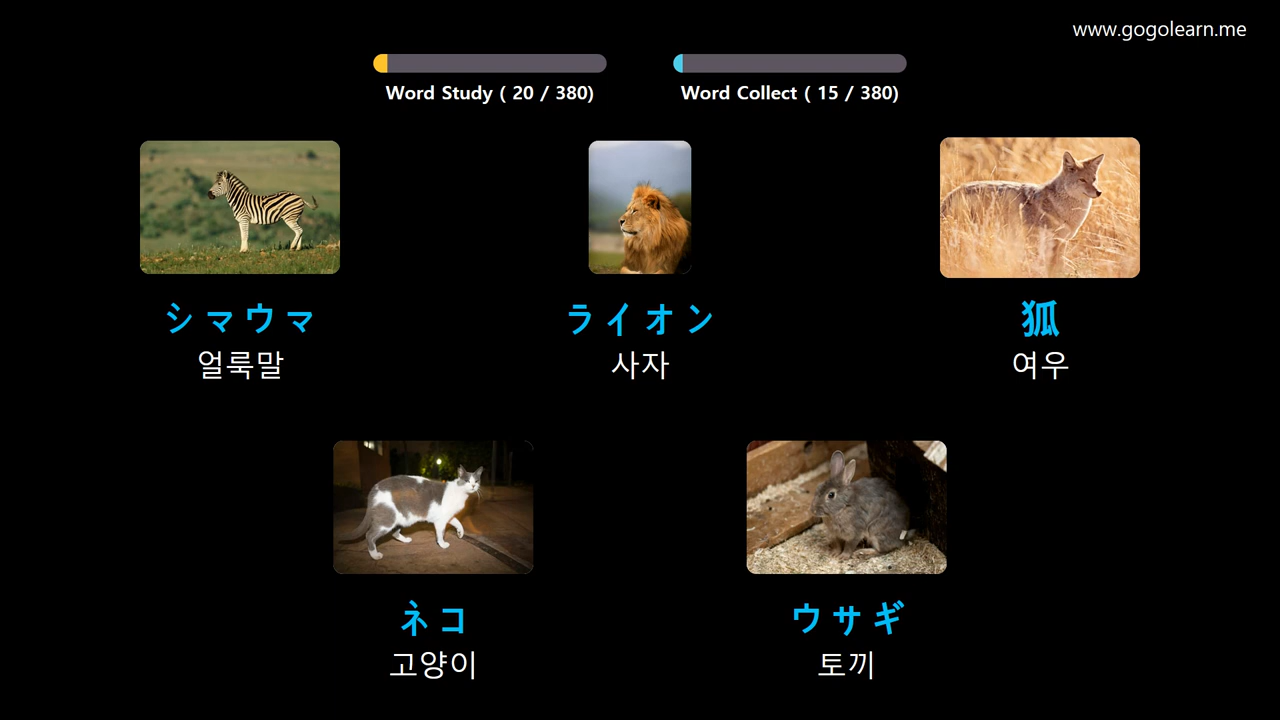 www.gogolearn.me
Word Study ( 20 / 380)
Word Collect ( 15 / 380)
シマウマ
얼룩말
ライオン
사자
狐
여우
ネコ
고양이
ウサギ
토끼